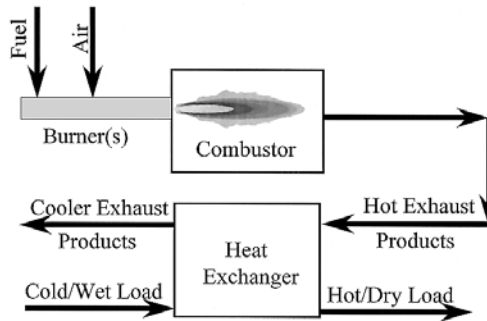 Fuel
Air
Burner(s)
Combustor
Cooler Exhaust
Products
Hot Exhaust
Products
Heat
Exchanger
Cold/Wet Load
Hot/Dry Load